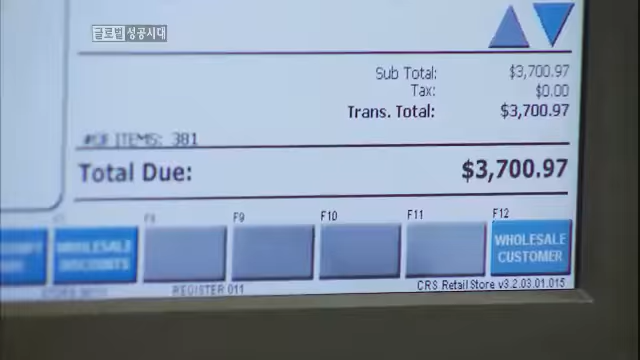 글로벌 성공시대
Sub Total: $3,700.97
Tax: $0.00
Trans. Total: $3,700.97
# OF ITEMS: 381
Total Due: $3,700.97
F8 F9 F10 F11 F12
WHOLESALE DISCOUNTS
WHOLESALE CUSTOMER
REGISTER 011 CRS RetailStore v3.2.03.01.015